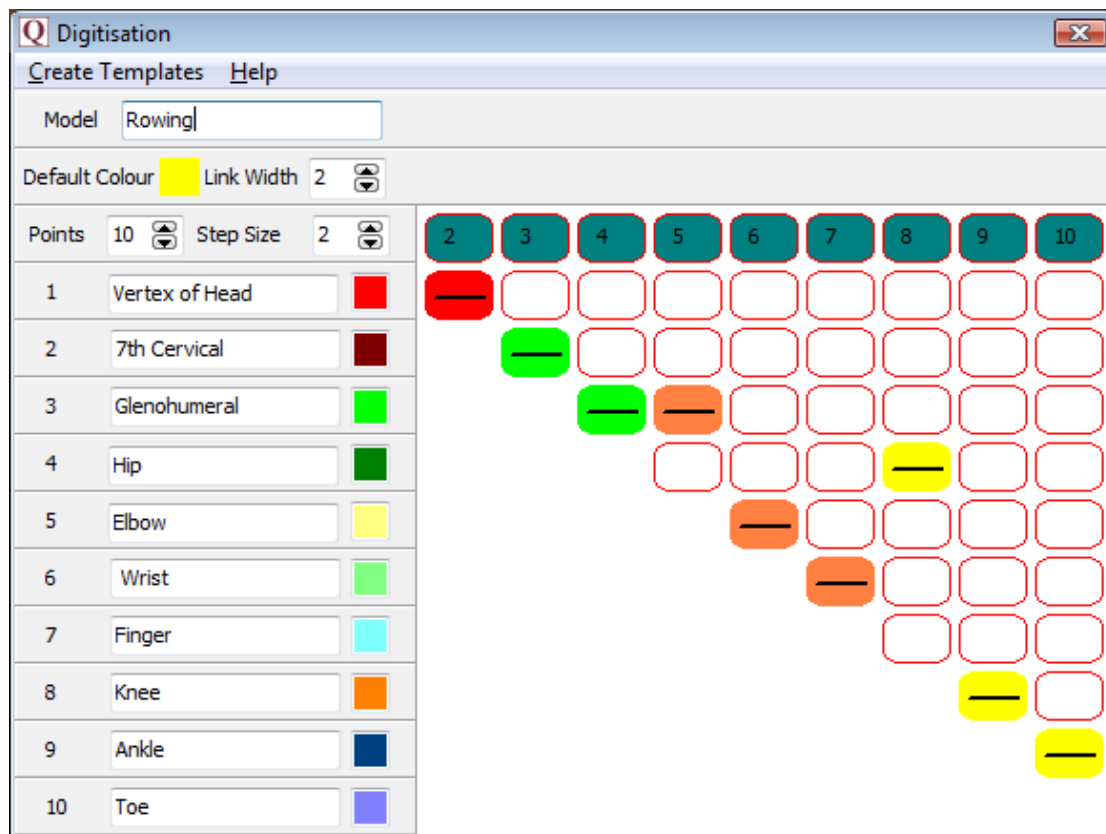 Q Digitisation
Create Templates Help
Model Rowing
Default Colour Link Width 2
Points 10 Step Size 2 2 3 4 5 6 7 8 9 10
1 Vertex of Head
2 7th Cervical
3 Glenohumeral
4 Hip
5 Elbow
6 Wrist
7 Finger
8 Knee
9 Ankle
10 Toe